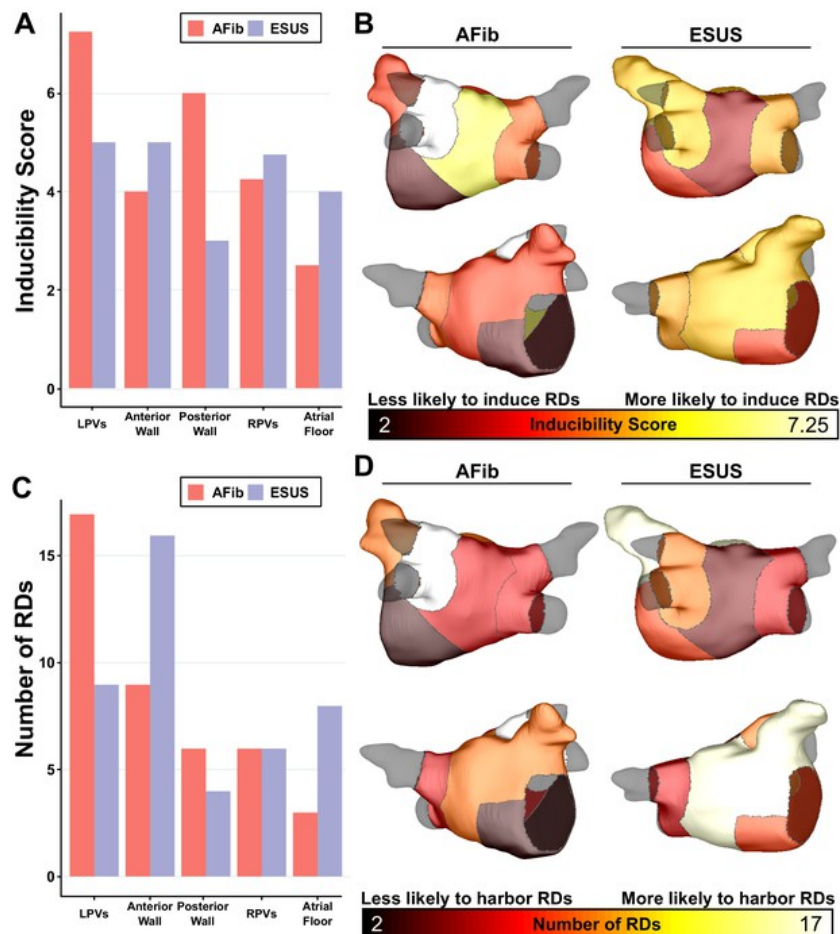 A
AFib ESUS
Inducibility Score
6
4
2
0
LPVs Anterior Wall Posterior Wall RPVs Atrial Floor
B
AFib ESUS
Less likely to induce RDs More likely to induce RDs
2 Inducibility Score 7.25
C
AFib ESUS
Number of RDs
15
10
5
0
LPVs Anterior Wall Posterior Wall RPVs Atrial Floor
D
AFib ESUS
Less likely to harbor RDs More likely to harbor RDs
2 Number of RDs 17